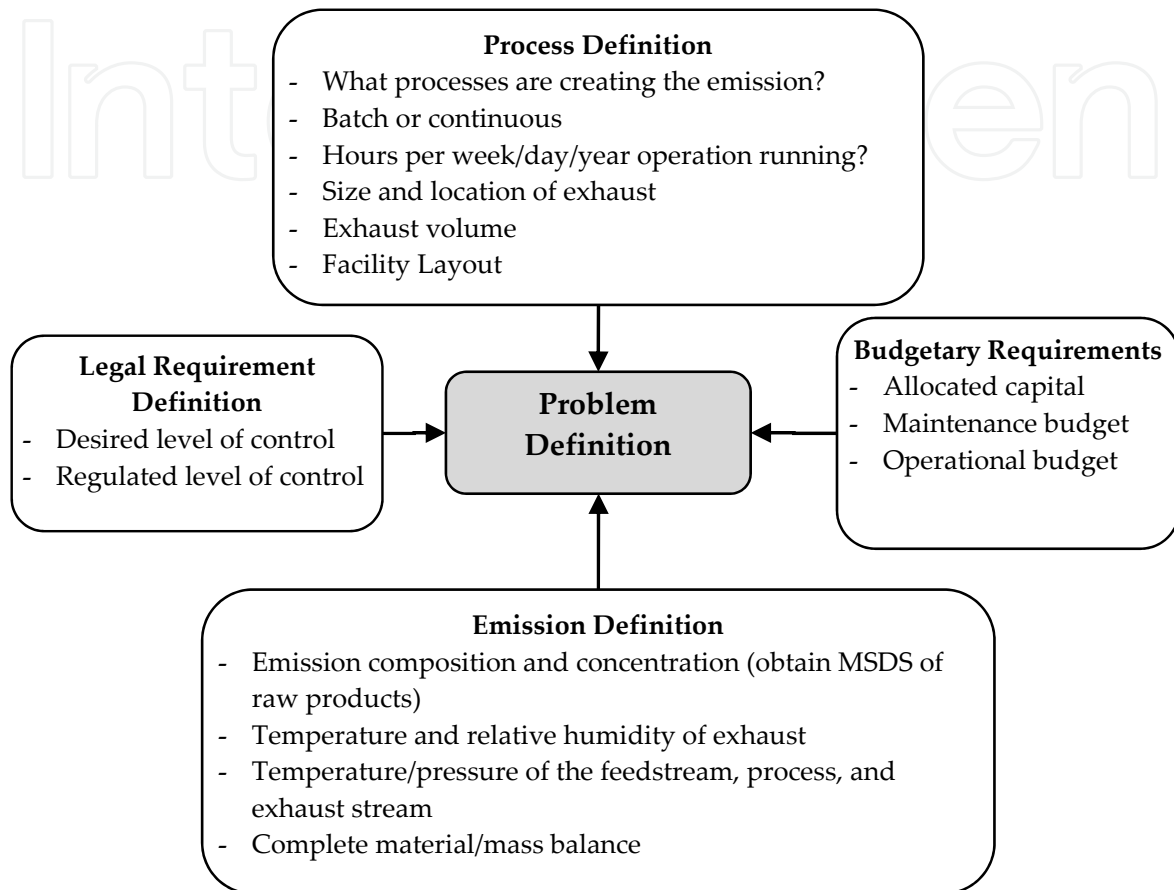 Process Definition
- What processes are creating the emission?
- Batch or continuous
- Hours per week/day/year operation running?
- Size and location of exhaust
- Exhaust volume
- Facility Layout
Legal Requirement
Definition
- Desired level of control
- Regulated level of control
Problem
Definition
Budgetary Requirements
- Allocated capital
- Maintenance budget
- Operational budget
Emission Definition
- Emission composition and concentration (obtain MSDS of
raw products)
- Temperature and relative humidity of exhaust
- Temperature/pressure of the feedstream, process, and
exhaust stream
- Complete material/mass balance